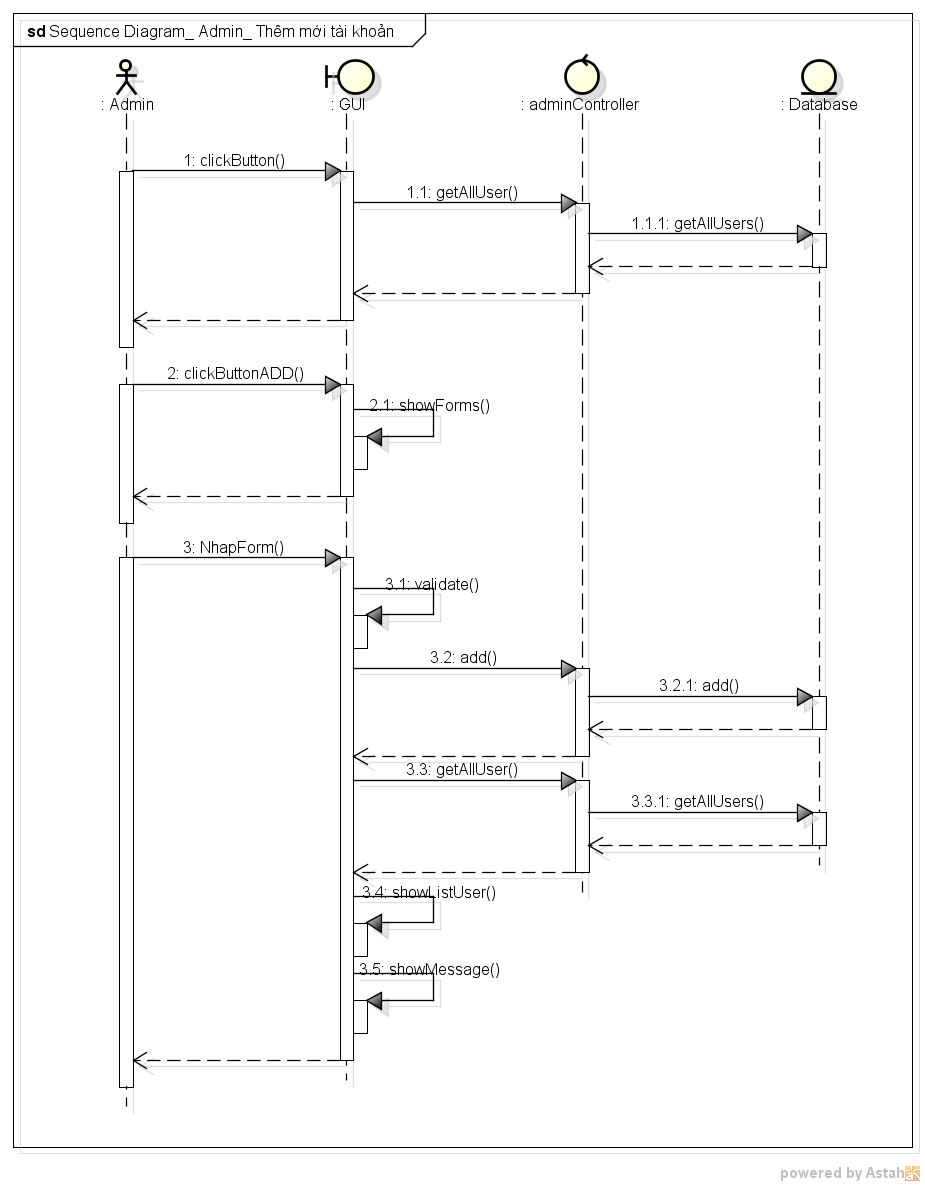 sd Sequence Diagram_ Admin_ Thêm mới tài khoản
: Admin
: GUI
: adminController
: Database
1: clickButton()
1.1: getAllUser()
1.1.1: getAllUsers()
2: clickButtonADD()
2.1: showForms()
3: NhapForm()
3.1: validate()
3.2: add()
3.2.1: add()
3.3: getAllUser()
3.3.1: getAllUsers()
3.4: showListUser()
3.5: showMessage()
powered by Astah